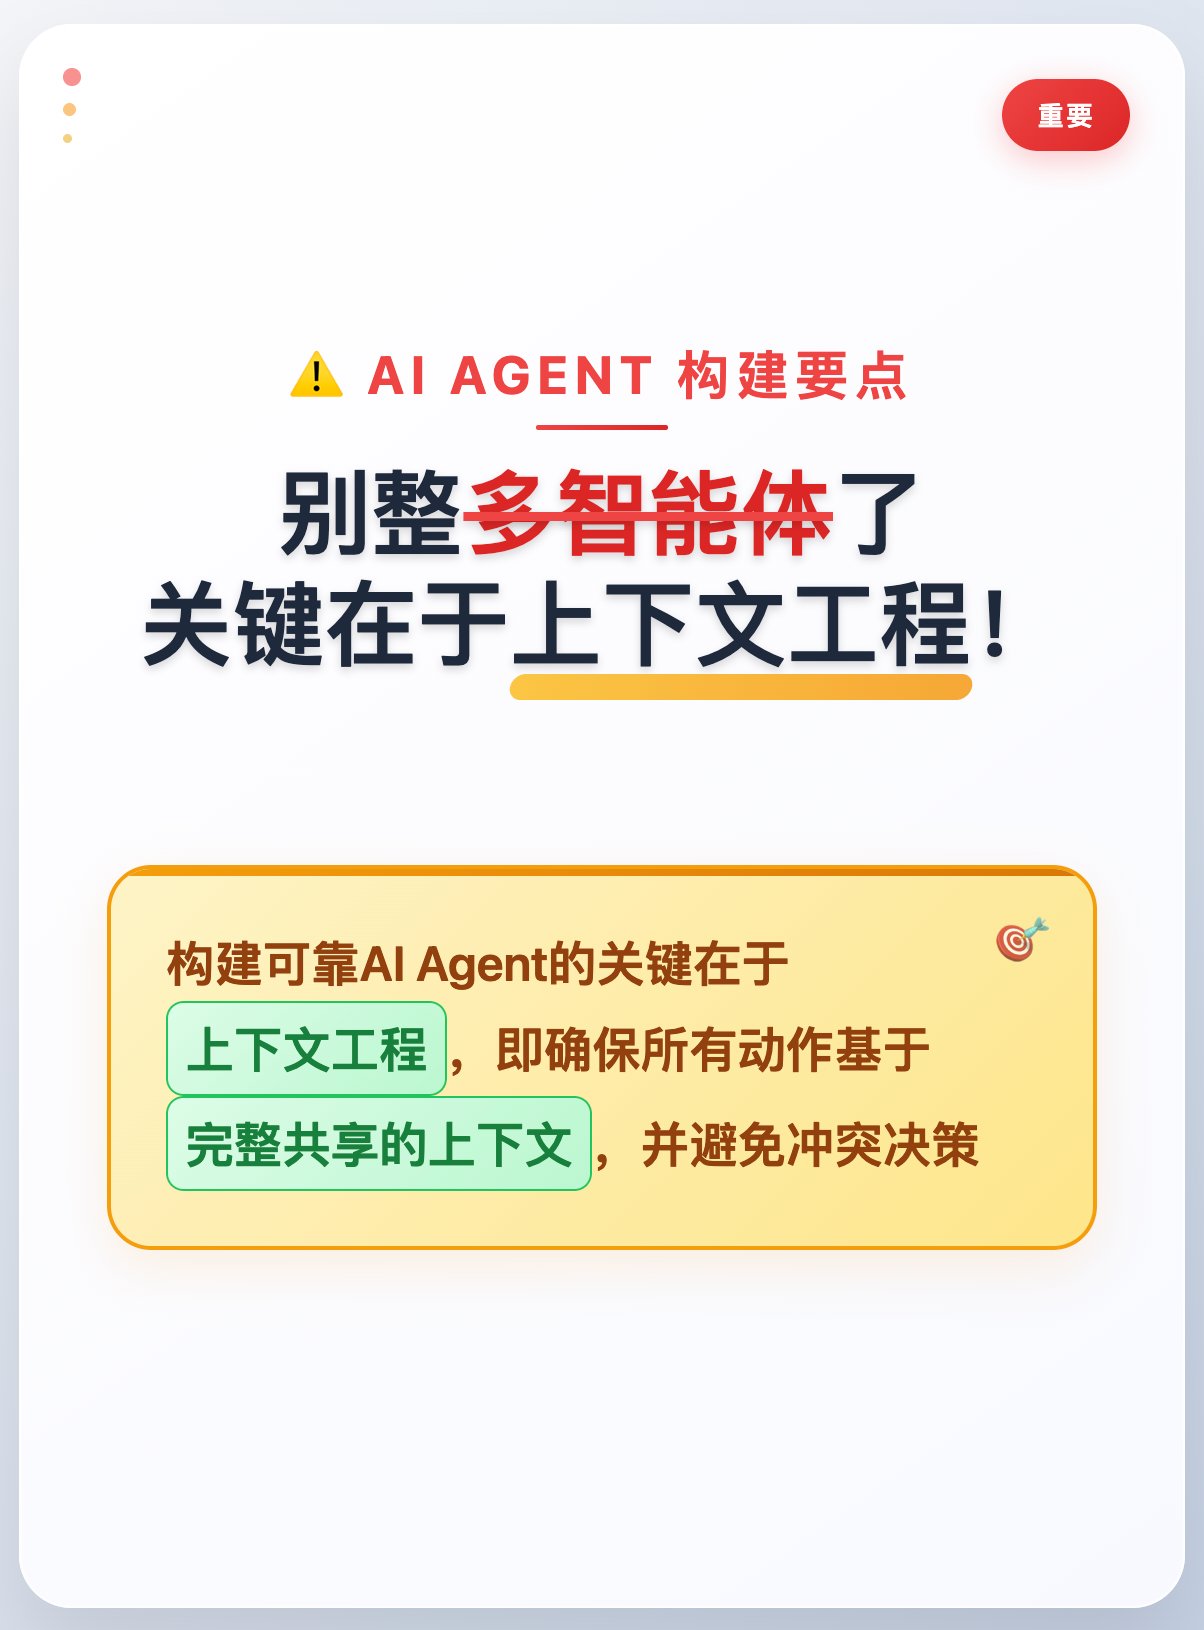 重要
⚠️ AI AGENT 构建要点
别整多智能体了
关键在于上下文工程！
构建可靠AI Agent的关键在于
上下文工程，即确保所有动作基于
完整共享的上下文，并避免冲突决策